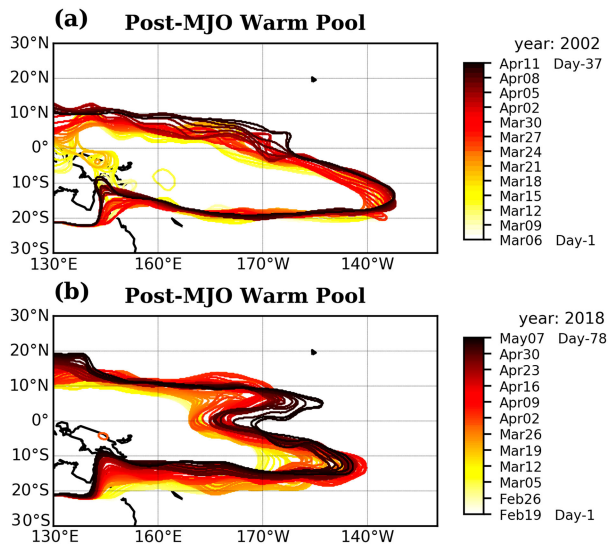 (a) Post-MJO Warm Pool
year: 2002
30°N
20°N
10°N
0°
10°S
20°S
30°S
130°E 160°E 170°W 140°W
Apr11 Day-37
Apr08
Apr05
Apr02
Mar30
Mar27
Mar24
Mar21
Mar18
Mar15
Mar12
Mar09
Mar06 Day-1
(b) Post-MJO Warm Pool
year: 2018
30°N
20°N
10°N
0°
10°S
20°S
30°S
130°E 160°E 170°W 140°W
May07 Day-78
Apr30
Apr23
Apr16
Apr09
Apr02
Mar26
Mar19
Mar12
Mar05
Feb26
Feb19 Day-1